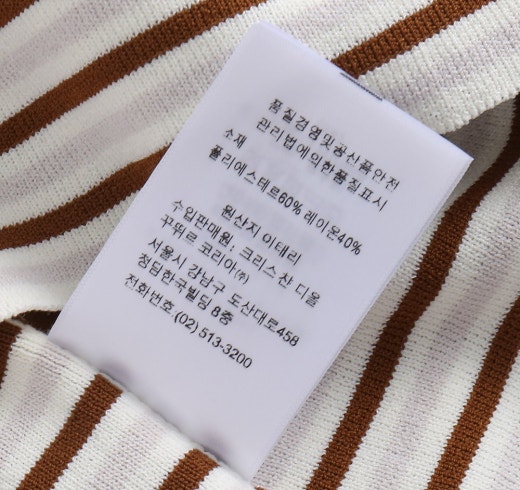 품질경영및공산품안전
관리법에의한품질표시
소재
폴리에스테르60% 레이온40%
원산지 이태리
수입판매원: 크리스 챤 디올
꾸뛰르 코리아(주)
서울시 강남구 도산대로458
청담한국빌딩 8층
전화번호.(02) 513-3200